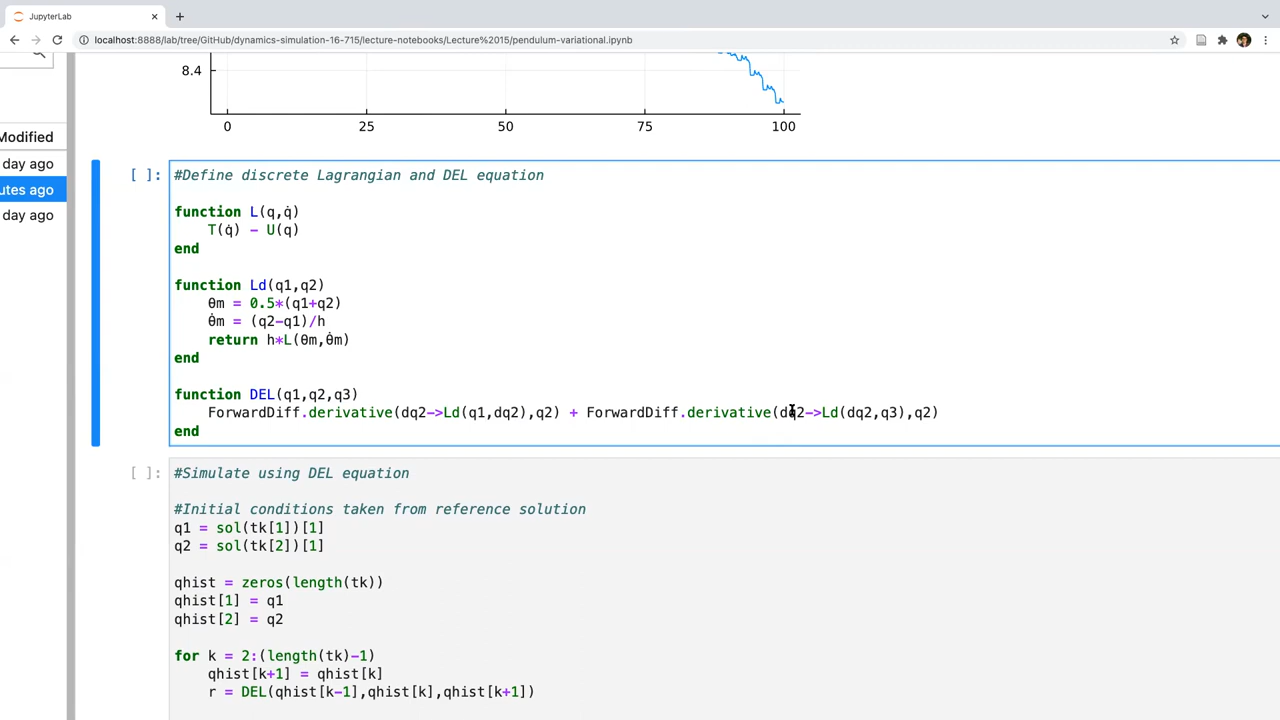 JupyterLab
localhost:8888/lab/tree/GitHub/dynamics-simulation-16-715/lecture-notebooks/Lecture%2015/pendulum-variational.ipynb
8.4
0 25 50 75 100
Modified
day ago
utes ago
day ago
[ ]:
#Define discrete Lagrangian and DEL equation
function L(q,q̇)
T(q̇) - U(q)
end
function Ld(q1,q2)
θm = 0.5*(q1+q2)
θ̇m = (q2-q1)/h
return h*L(θm,θ̇m)
end
function DEL(q1,q2,q3)
ForwardDiff.derivative(dq2->Ld(q1,dq2),q2) + ForwardDiff.derivative(dq2->Ld(dq2,q3),q2)
end
[ ]:
#Simulate using DEL equation
#Initial conditions taken from reference solution
q1 = sol(tk[1])[1]
q2 = sol(tk[2])[1]
qhist = zeros(length(tk))
qhist[1] = q1
qhist[2] = q2
for k = 2:(length(tk)-1)
qhist[k+1] = qhist[k]
r = DEL(qhist[k-1],qhist[k],qhist[k+1])